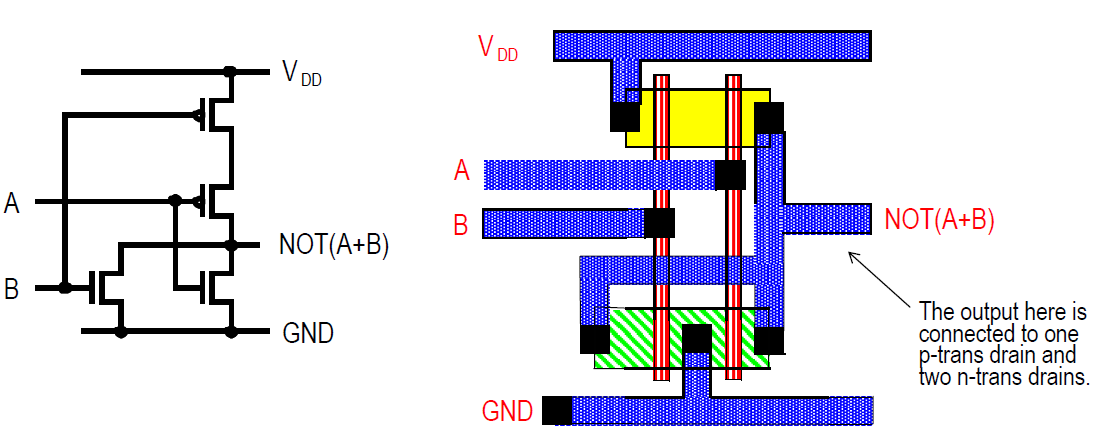 VDD
A
NOT(A+B)
B
GND
VDD
A
B
NOT(A+B)
The output here is
connected to one
p-trans drain and
two n-trans drains.
GND